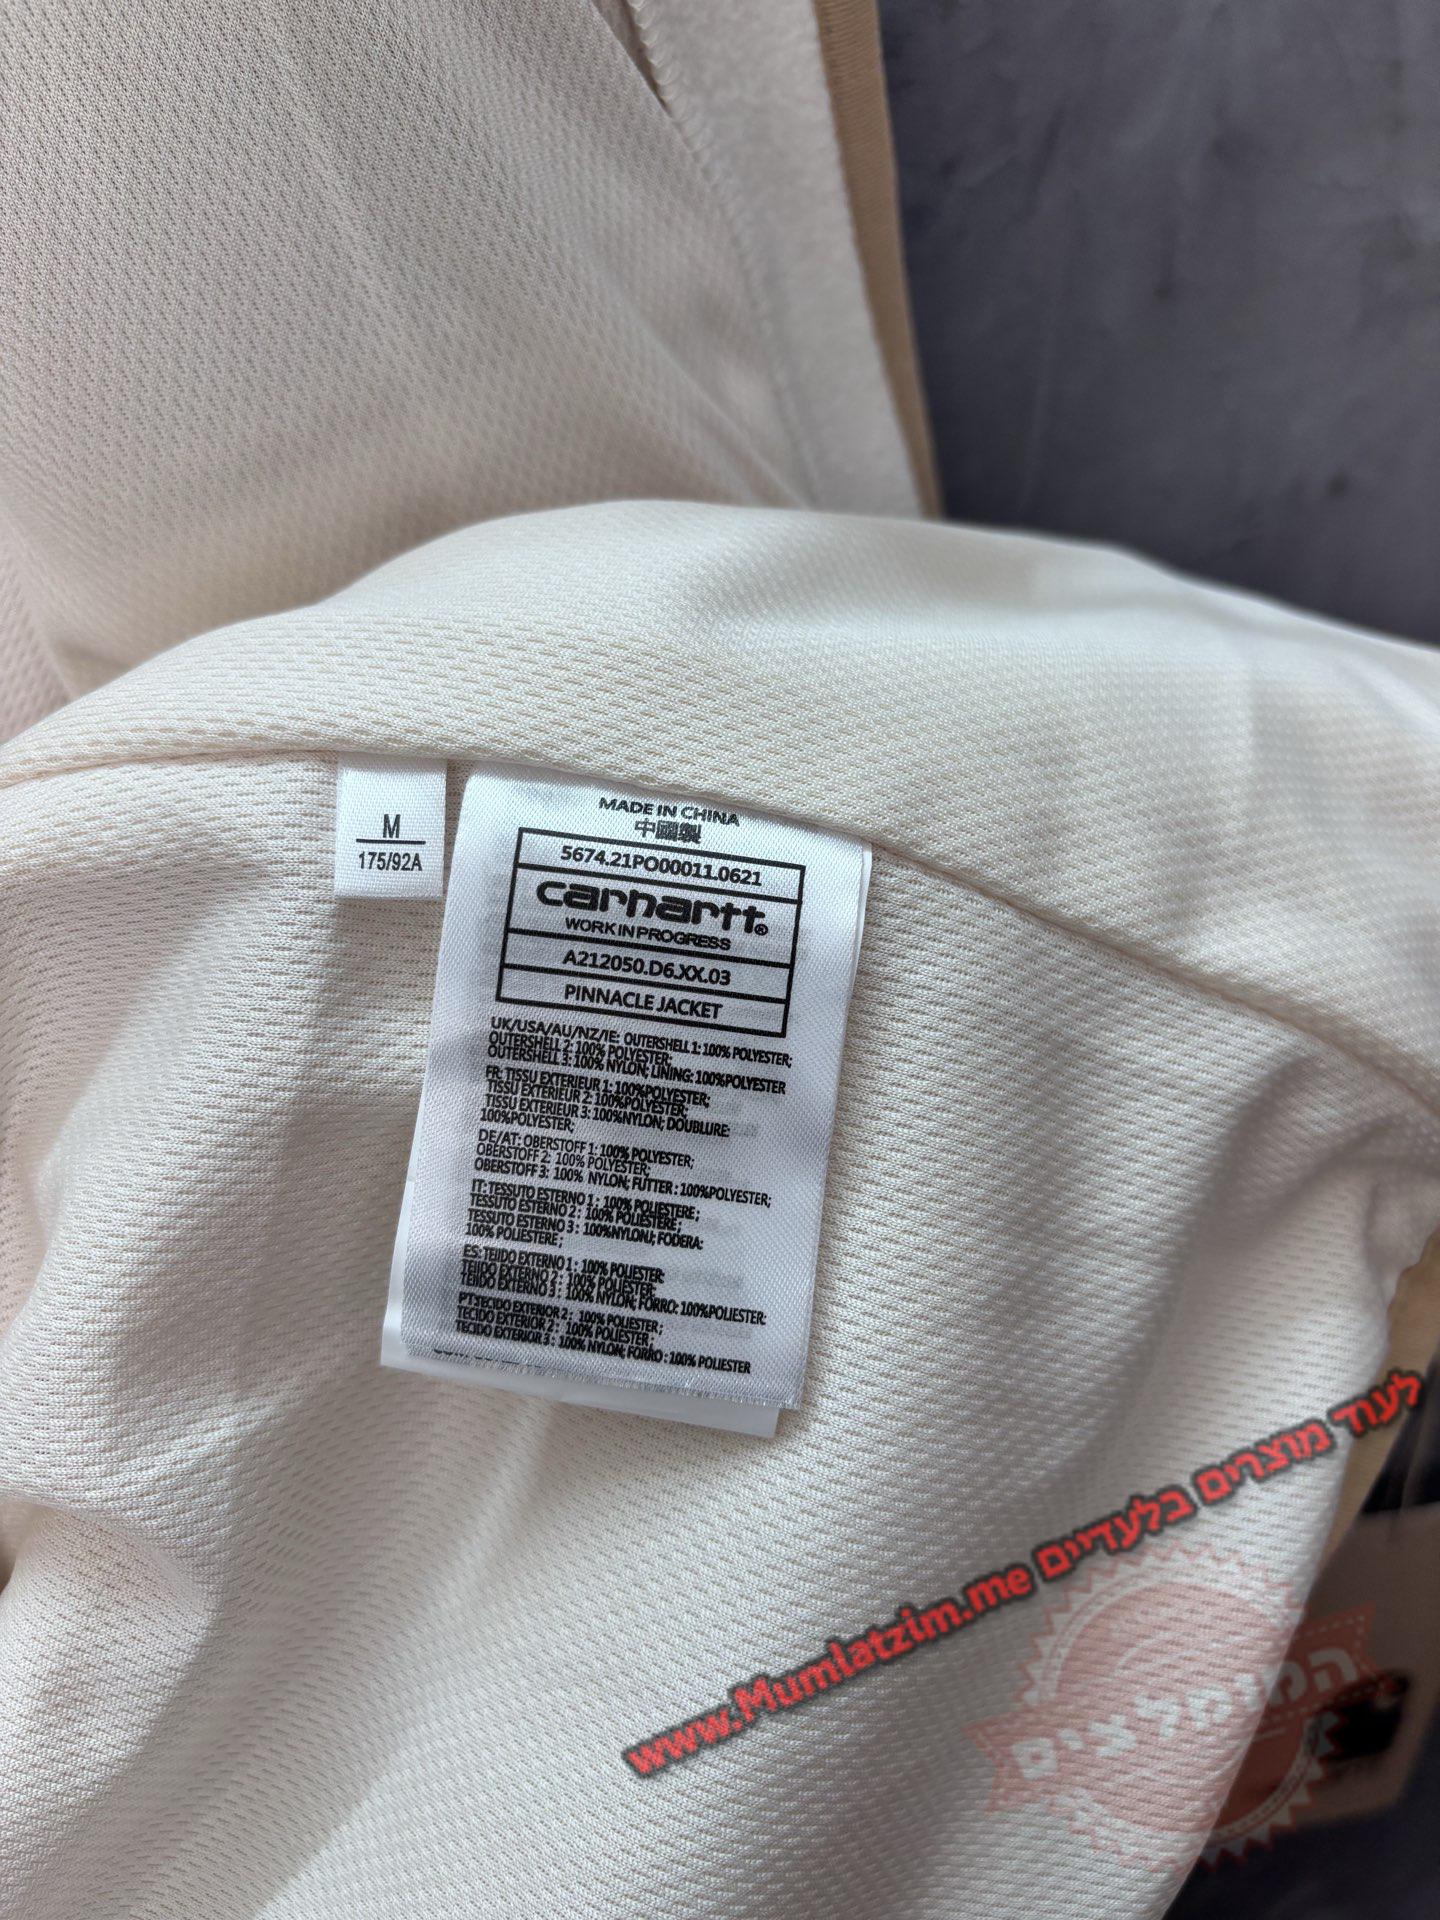 M
175/92A
MADE IN CHINA
中國製
5674.21PO00011.0621
carhartt®
WORK IN PROGRESS
A212050.D6.XX.03
PINNACLE JACKET
UK/USA/AU/NZ/IE: OUTERSHELL 1: 100% POLYESTER;
OUTERSHELL 2: 100% POLYESTER;
OUTERSHELL 3: 100% NYLON; LINING: 100%POLYESTER
FR: TISSU EXTERIEUR 1: 100%POLYESTER;
TISSU EXTERIEUR 2: 100%POLYESTER;
TISSU EXTERIEUR 3: 100%NYLON; DOUBLURE:
100%POLYESTER;
DE/AT: OBERSTOFF 1: 100% POLYESTER;
OBERSTOFF 2: 100% POLYESTER;
OBERSTOFF 3: 100% NYLON; FUTTER : 100%POLYESTER;
IT: TESSUTO ESTERNO 1 : 100% POLIESTERE;
TESSUTO ESTERNO 2 : 100% POLIESTERE;
TESSUTO ESTERNO 3 : 100%NYLON; FODERA:
100% POLIESTERE ;
ES: TEJIDO EXTERNO 1 : 100% POLIESTER;
TEJIDO EXTERNO 2 : 100% POLIESTER;
TEJIDO EXTERNO 3 : 100% NYLON; FORRO: 100%POLIESTER;
PT:TECIDO EXTERIOR 2 : 100% POLIESTER;
TECIDO EXTERIOR 2 : 100% POLIESTER;
TECIDO EXTERIOR 3 : 100% NYLON; FORRO : 100% POLIESTER
לעוד מוצרים בלעדיים www.Mumlatzim.me
המומלצים